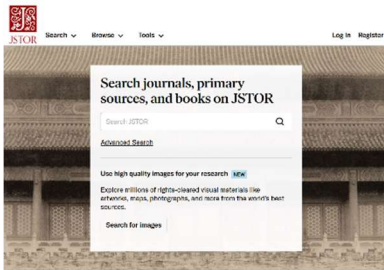 JSTOR
Search Browse Tools Log In Register
Search journals, primary
sources, and books on JSTOR
Search JSTOR
Advanced Search
Use high quality images for your research NEW
Explore millions of rights-cleared visual materials like
artworks, maps, photographs, and more from the world's best
sources.
Search for images